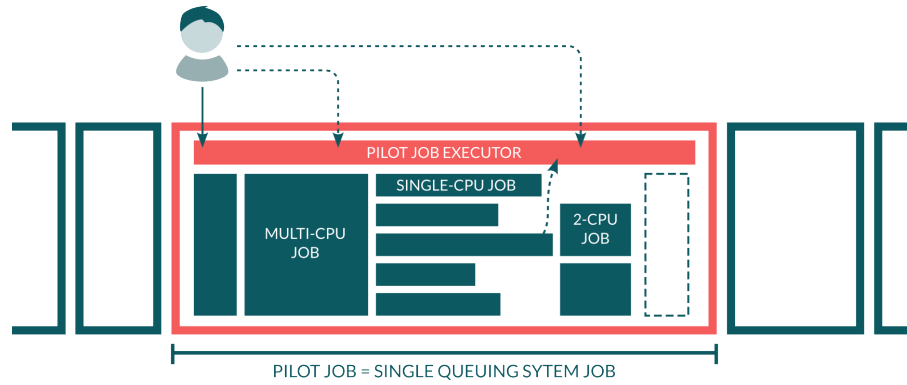 PILOT JOB EXECUTOR
SINGLE-CPU JOB
MULTI-CPU
JOB
2-CPU
JOB
PILOT JOB = SINGLE QUEUING SYTEM JOB